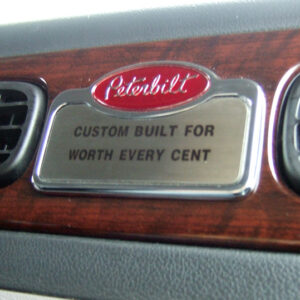 Peterbilt
CUSTOM BUILT FOR
WORTH EVERY CENT